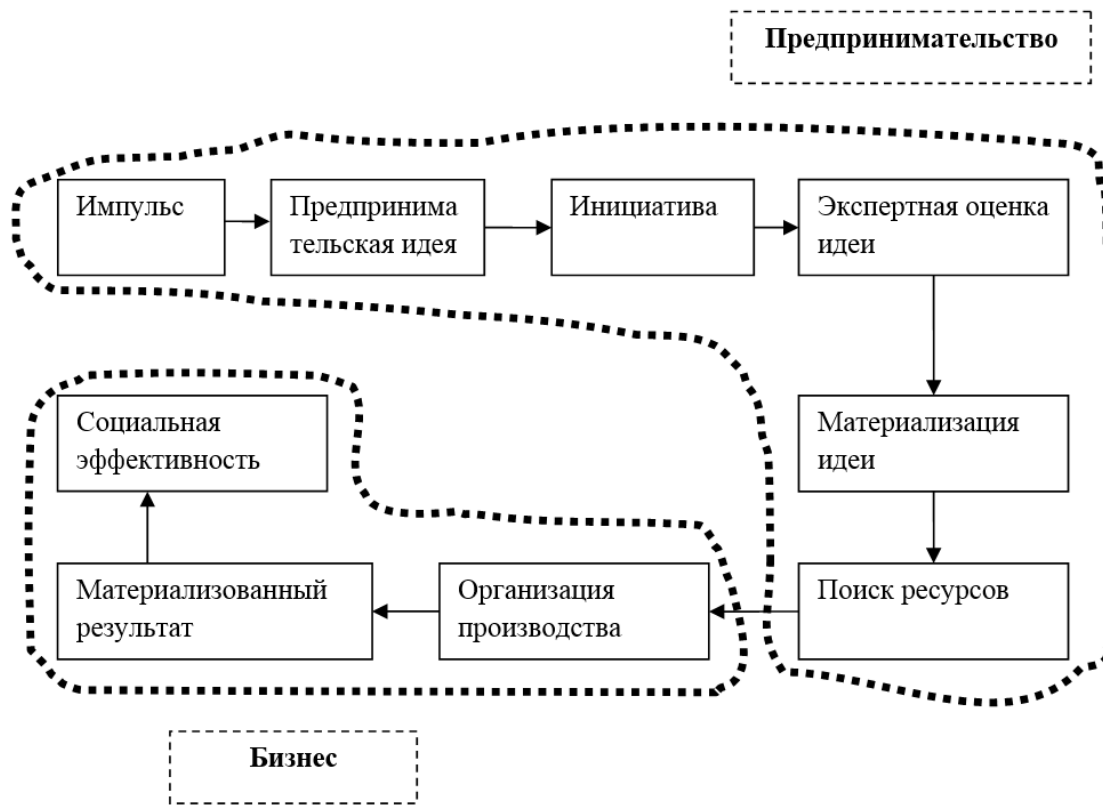 Предпринимательство
Импульс
Предпринима
тельская идея
Инициатива
Экспертная оценка
идеи
Социальная
эффективность
Материализация
идеи
Материализованный
результат
Организация
производства
Поиск ресурсов
Бизнес